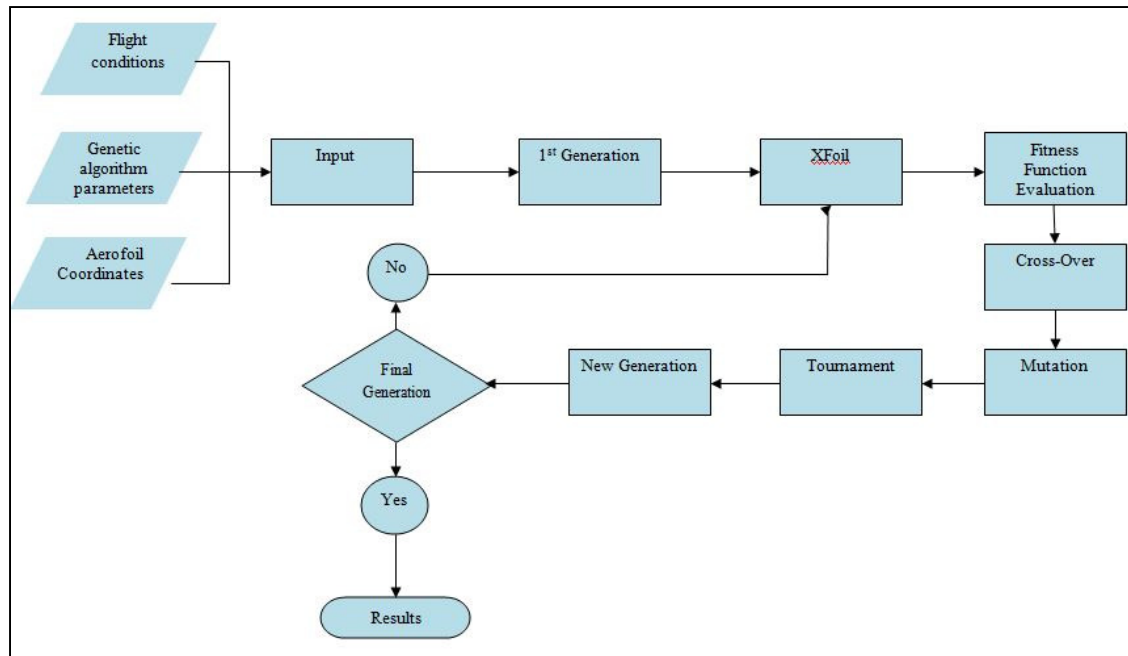 Flight
conditions
Genetic
algorithm
parameters
Aerofoil
Coordinates
Input
1st Generation
XFoil
Fitness
Function
Evaluation
Cross-Over
Mutation
Tournament
New Generation
Final
Generation
No
Yes
Results